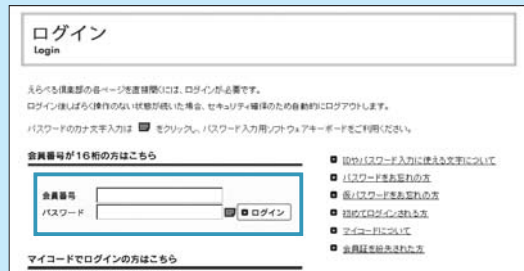 ログイン
Login
えらべる倶楽部の各ページを直接開くには、ログインが必要です。
ログイン後しばらく操作のない状態が続いた場合、セキュリティ確保のため自動的にログアウトします。
パスワードのカナ文字入力は をクリックし、パスワード入力用ソフトウェアキーボードをご利用ください。
会員番号が16桁の方はこちら
会員番号
パスワード
ログイン
マイコードでログインの方はこちら
IDやパスワード入力に使える文字について
パスワードをお忘れの方
仮パスワードをお忘れの方
初めてログインされる方
マイコードについて
会員証を紛失された方